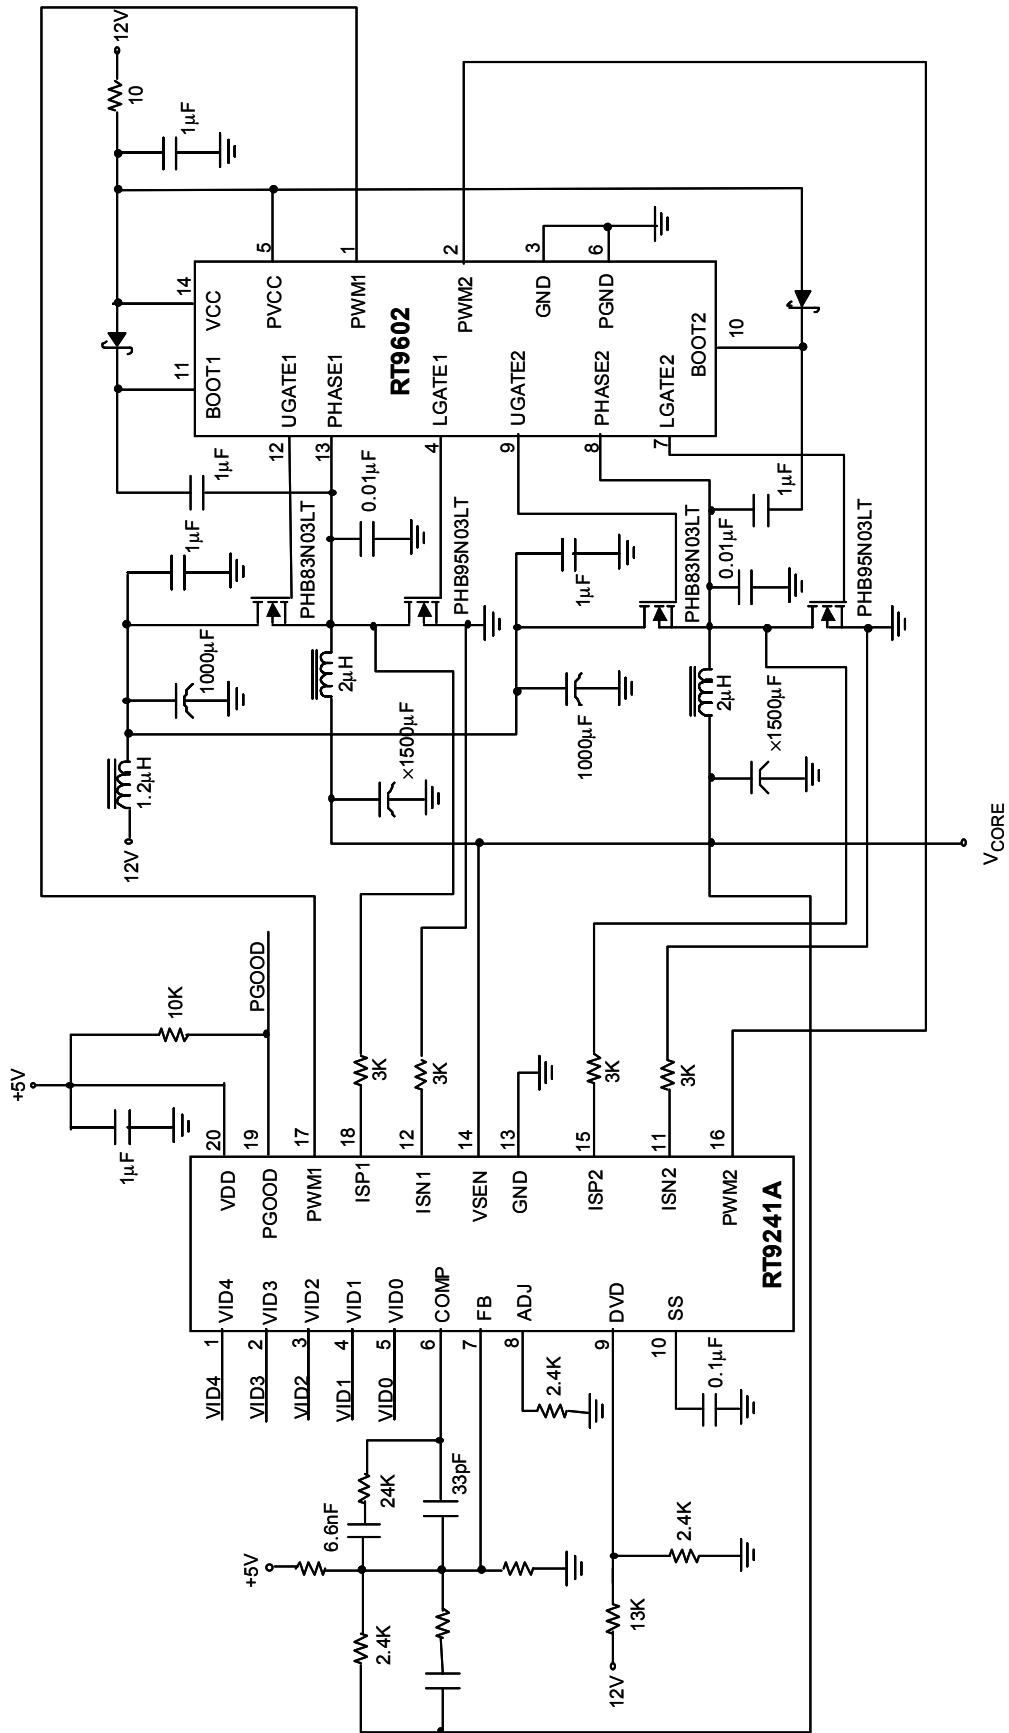 12V
10
1µF
5
1
2
3
6
14
VCC
PVCC
PWM1
PWM2
GND
PGND
RT9602
11
BOOT1
UGATE1
PHASE1
LGATE1
UGATE2
PHASE2
LGATE2
BOOT2
10
12
13
4
9
8
7
1µF
1µF
PHB83N03LT
0.01µF
PHB95N03LT
1µF
PHB83N03LT
0.01µF
1µF
PHB95N03LT
1000µF
2µH
1000µF
2µH
×1500µF
×1500µF
1.2µH
12V
VCORE
PGOOD
10K
+5V
1µF
3K
3K
3K
3K
20
19
17
18
12
14
13
15
11
16
VDD
PGOOD
PWM1
ISP1
ISN1
VSEN
GND
ISP2
ISN2
PWM2
RT9241A
VID4
VID3
VID2
VID1
VID0
COMP
FB
ADJ
DVD
SS
1
2
3
4
5
6
7
8
9
10
VID4
VID3
VID2
VID1
VID0
2.4K
0.1µF
24K
33pF
6.6nF
+5V
2.4K
2.4K
13K
12V